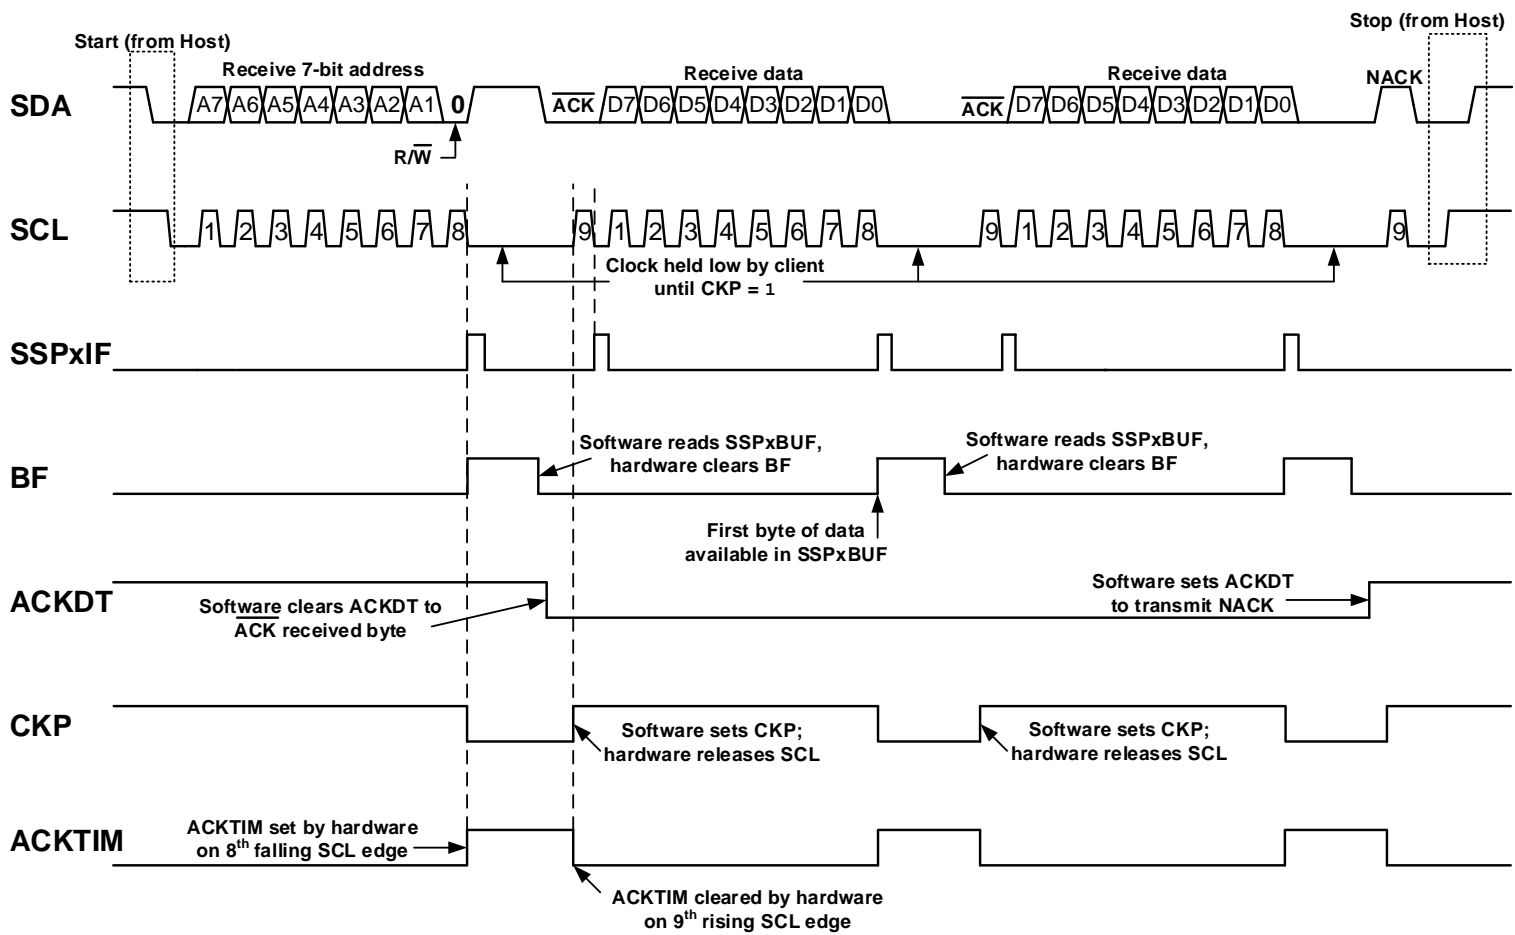 Start (from Host)
Stop (from Host)
Receive 7-bit address
Receive data
Receive data
NACK
SDA
A7 A6 A5 A4 A3 A2 A1 0
ACK
D7 D6 D5 D4 D3 D2 D1 D0
ACK
D7 D6 D5 D4 D3 D2 D1 D0
R/W
SCL
1 2 3 4 5 6 7 8 9 1 2 3 4 5 6 7 8 9 1 2 3 4 5 6 7 8 9
Clock held low by client
until CKP = 1
SSPxIF
BF
Software reads SSPxBUF,
hardware clears BF
Software reads SSPxBUF,
hardware clears BF
First byte of data
available in SSPxBUF
ACKDT
Software clears ACKDT to
ACK received byte
Software sets ACKDT
to transmit NACK
CKP
Software sets CKP;
hardware releases SCL
Software sets CKP;
hardware releases SCL
ACKTIM
ACKTIM set by hardware
on 8th falling SCL edge
ACKTIM cleared by hardware
on 9th rising SCL edge